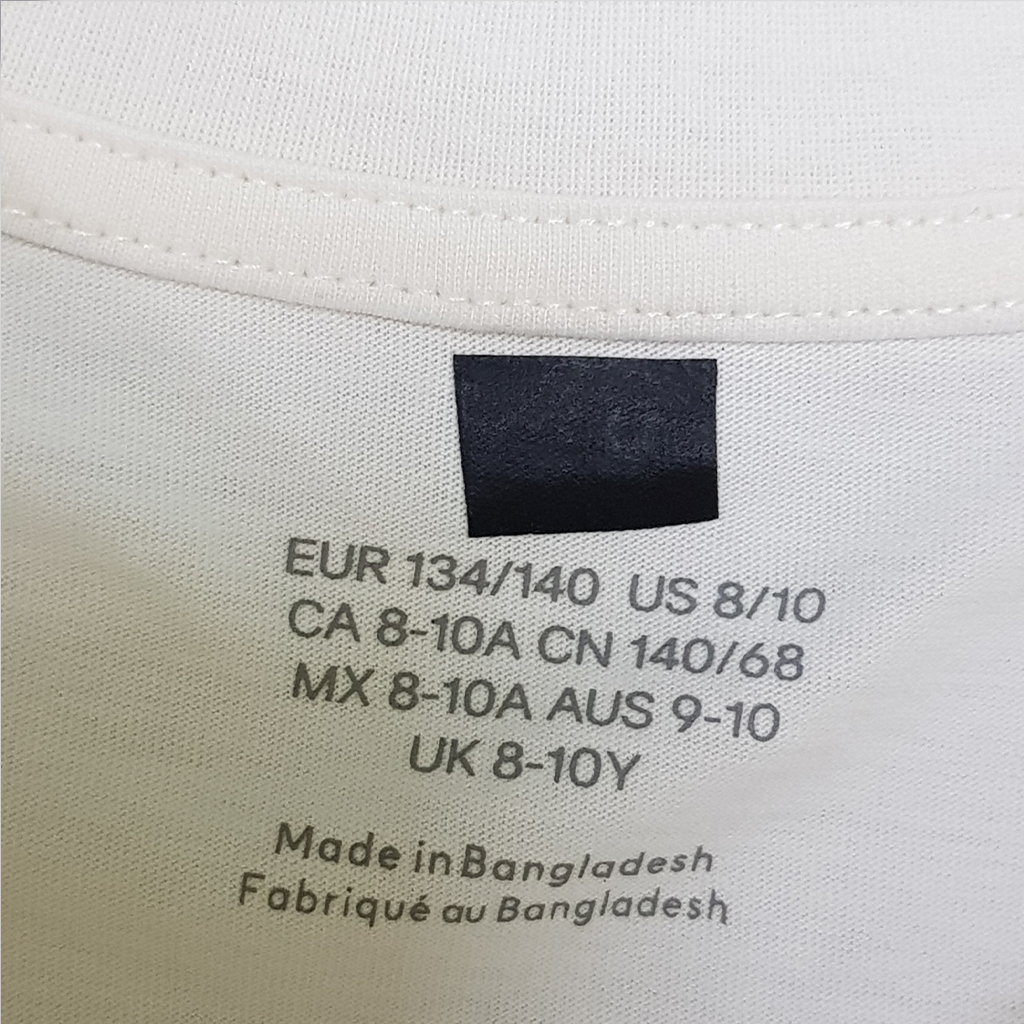 EUR 134/140 US 8/10
CA 8-10A CN 140/68
MX 8-10A AUS 9-10
UK 8-10Y
Made in Bangladesh
Fabriqué au Bangladesh